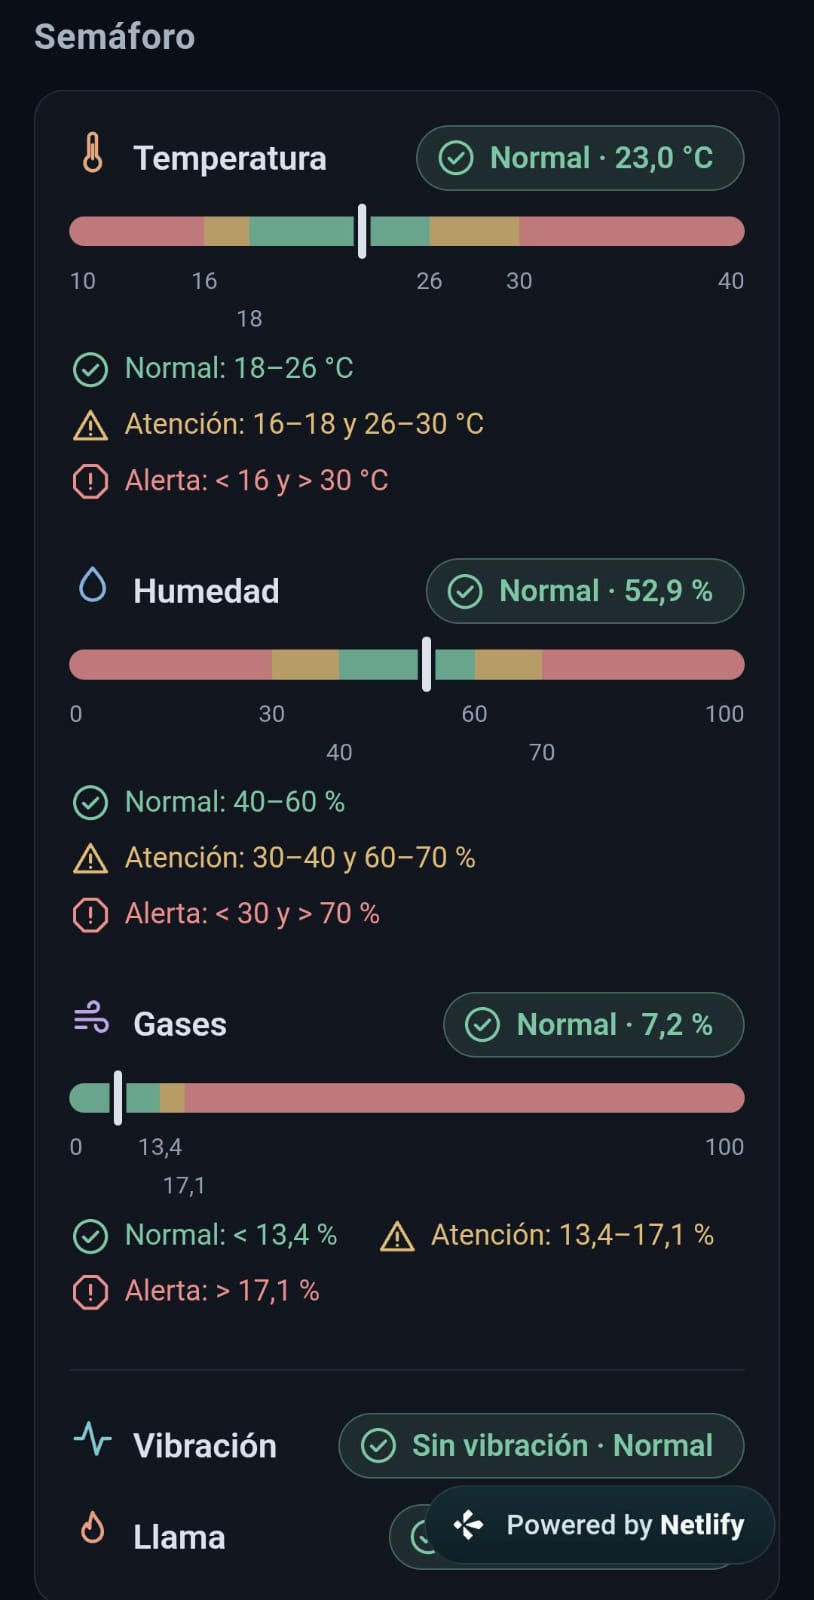 Semáforo
Temperatura
Normal · 23,0 °C
10 16 26 30 40
18
Normal: 18–26 °C
Atención: 16–18 y 26–30 °C
Alerta: < 16 y > 30 °C
Humedad
Normal · 52,9 %
0 30 60 100
40 70
Normal: 40–60 %
Atención: 30–40 y 60–70 %
Alerta: < 30 y > 70 %
Gases
Normal · 7,2 %
0 13,4 100
17,1
Normal: < 13,4 % Atención: 13,4–17,1 %
Alerta: > 17,1 %
Vibración
Sin vibración · Normal
Llama
Powered by Netlify